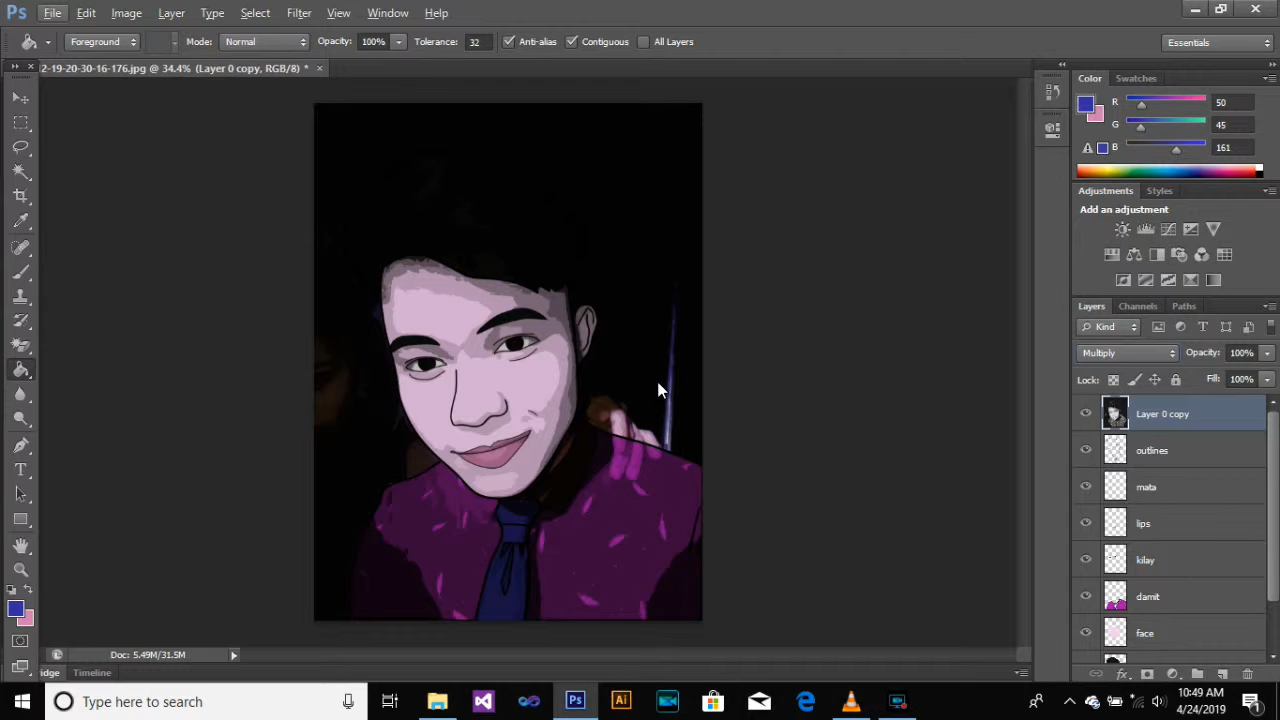 Ps File Edit Image Layer Type Select Filter View Window Help
Foreground Mode: Normal Opacity: 100% Tolerance: 32 Anti-alias Contiguous All Layers Essentials
2-19-20-30-16-176.jpg @ 34.4% (Layer 0 copy, RGB/8) * ×
Color Swatches
R 50
G 45
B 161
Adjustments Styles
Add an adjustment
Layers Channels Paths
Kind
Multiply Opacity: 100%
Lock: Fill: 100%
Layer 0 copy
outlines
mata
lips
kilay
damit
face
Doc: 5.49M/31.5M
idge Timeline
Type here to search
Ps Ai
10:49 AM
4/24/2019
1